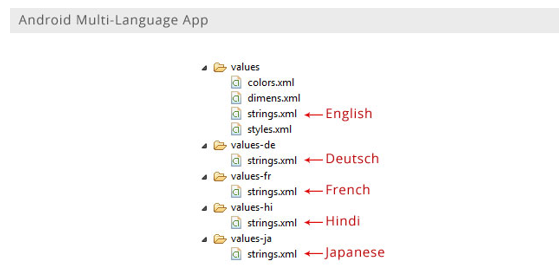 Android Multi-Language App
values
colors.xml
dimens.xml
strings.xml English
styles.xml
values-de
strings.xml Deutsch
values-fr
strings.xml French
values-hi
strings.xml Hindi
values-ja
strings.xml Japanese